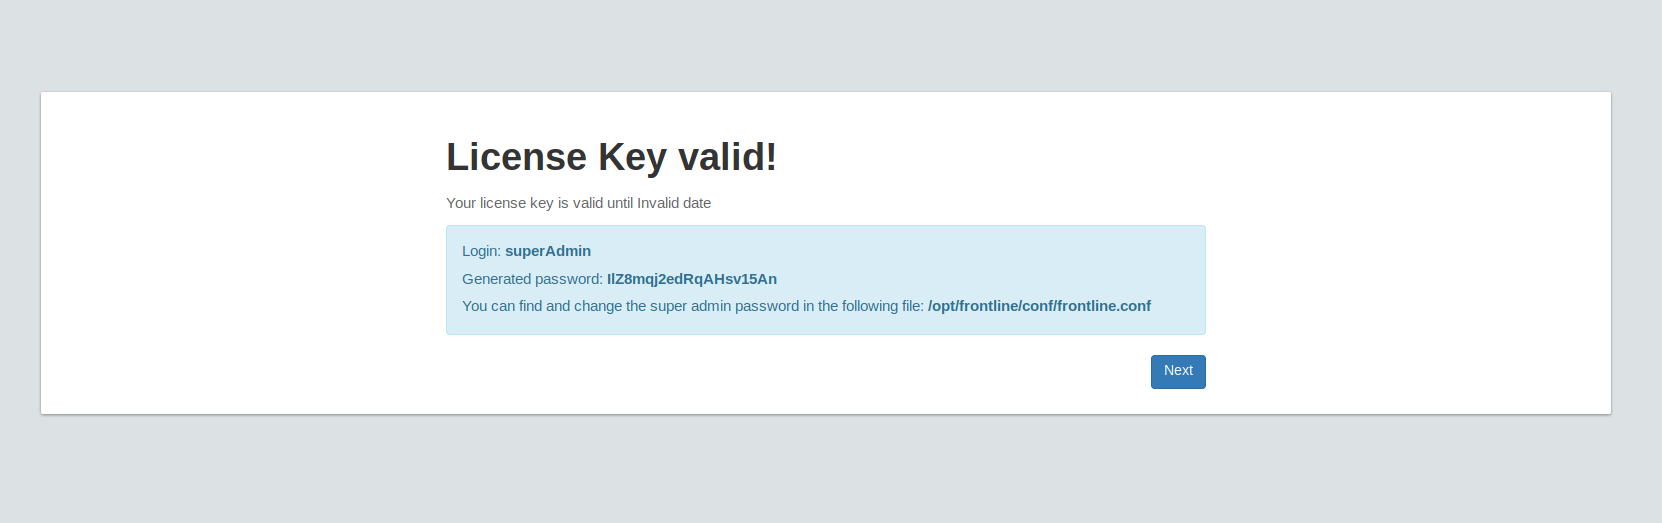 License Key valid!
Your license key is valid until Invalid date
Login: superAdmin
Generated password: IlZ8mqj2edRqAHsv15An
You can find and change the super admin password in the following file: /opt/frontline/conf/frontline.conf
Next